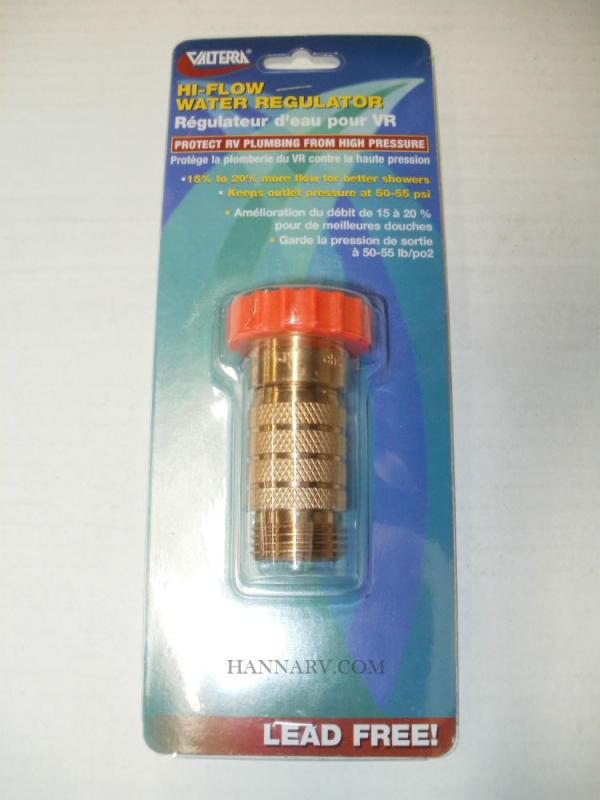 VALTERRA
HI-FLOW
WATER REGULATOR
Régulateur d'eau pour VR
PROTECT RV PLUMBING FROM HIGH PRESSURE
Protège la plomberie du VR contre la haute pression
•15% to 20% more flow for better showers
• Keeps outlet pressure at 50-55 psi
• Amélioration du débit de 15 à 20 %
pour de meilleures douches
• Garde la pression de sortie
à 50-55 lb/po2
HANNARV.COM
LEAD FREE!